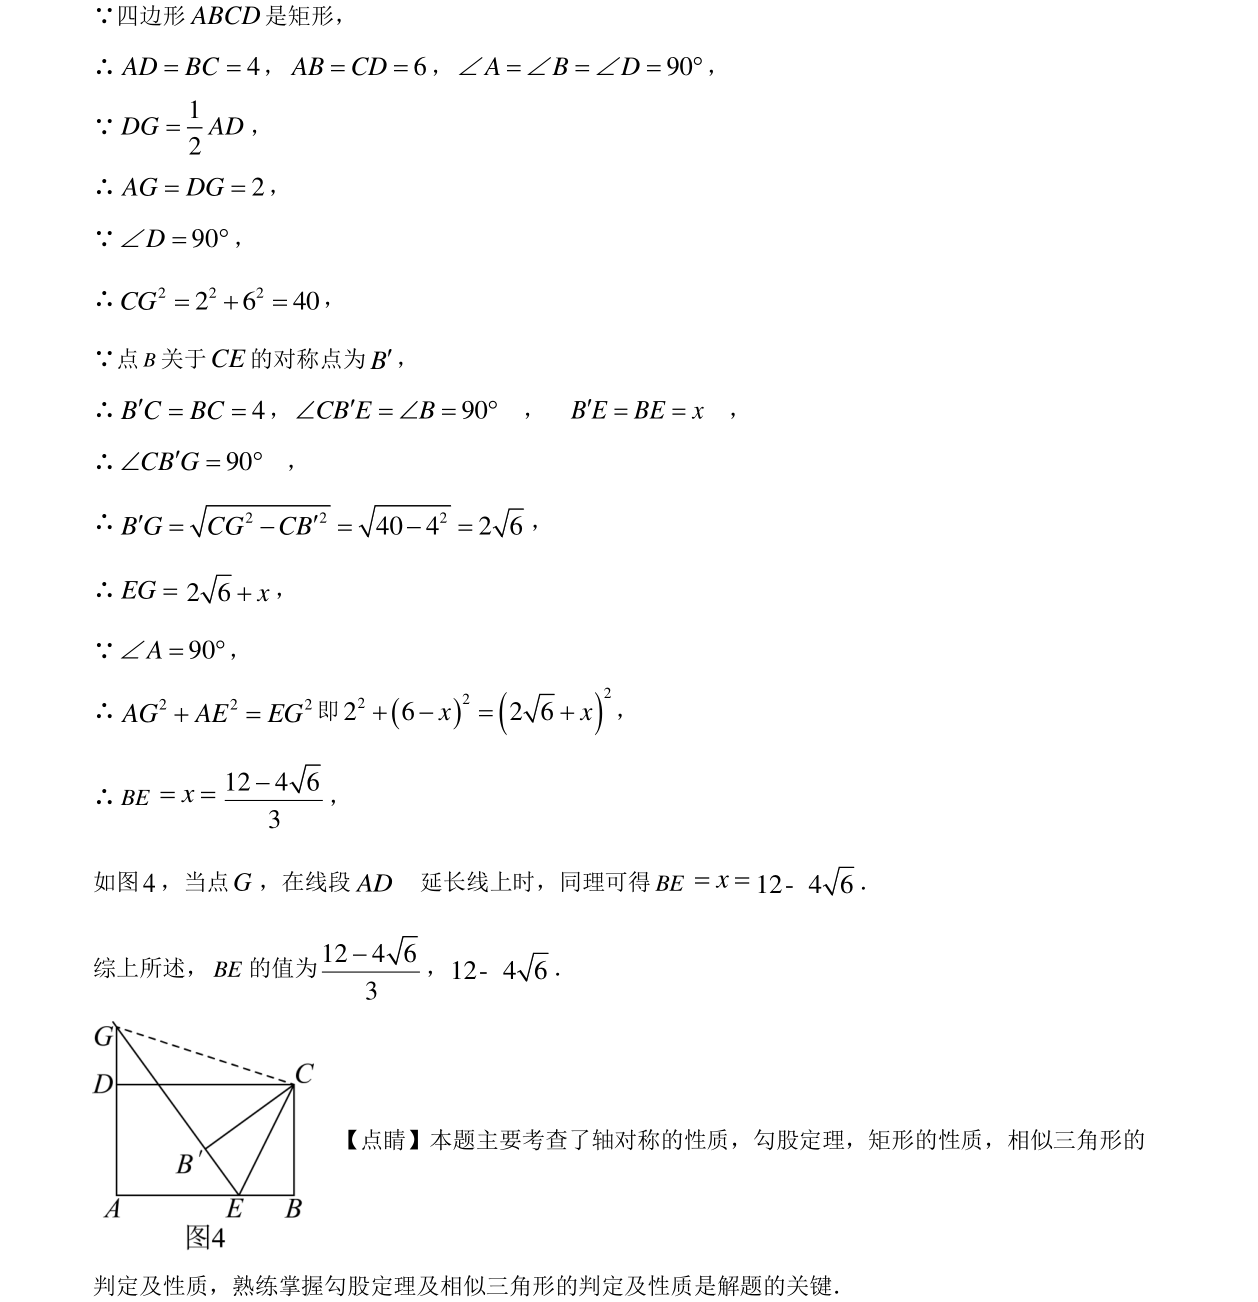 ∵四边形ABCD是矩形，
∴AD=BC=4，AB=CD=6，∠A=∠B=∠D=90°，
∵DG=1/2AD，
∴AG=DG=2，
∵∠D=90°，
∴CG²=2²+6²=40，
∵点B关于CE的对称点为B′，
∴B′C=BC=4，∠CB′E=∠B=90° ， B′E=BE=x ，
∴∠CB′G=90° ，
∴B′G=√(CG²−CB′²)=√(40−4²)=2√6，
∴EG=2√6+x，
∵∠A=90°，
∴AG²+AE²=EG²即2²+(6−x)²=(2√6+x)²，
∴BE=x=(12−4√6)/3，
如图4，当点G，在线段AD 延长线上时，同理可得BE=x=12- 4√6．
综上所述，BE的值为(12−4√6)/3，12- 4√6．
G
D
C
B′
A
E
B
图4
【点睛】本题主要考查了轴对称的性质，勾股定理，矩形的性质，相似三角形的
判定及性质，熟练掌握勾股定理及相似三角形的判定及性质是解题的关键．